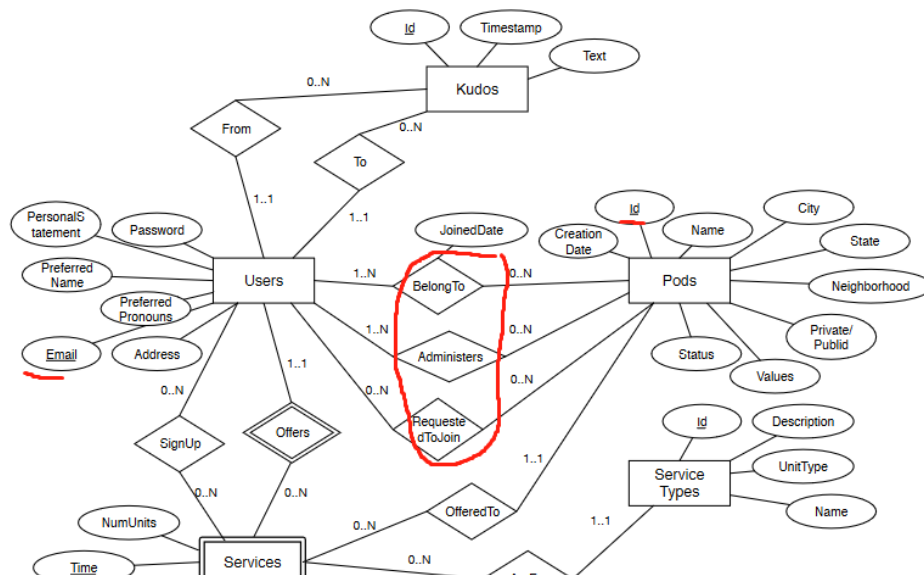 Id
Timestamp
Text
Kudos
0..N
0..N
From
To
1..1
1..1
PersonalS
tatement
Password
Preferred
Name
Preferred
Pronouns
Email
Address
Users
JoinedDate
1..N
BelongTo
0..N
1..N
Administers
0..N
0..N
Requeste
dToJoin
0..N
Id
Creation
Date
Name
City
State
Neighborhood
Private/
Publid
Values
Status
Pods
0..N
SignUp
0..N
1..1
Offers
0..N
1..1
OfferedTo
0..N
Id
Description
UnitType
Name
Service
Types
1..1
0..N
NumUnits
Time
Services